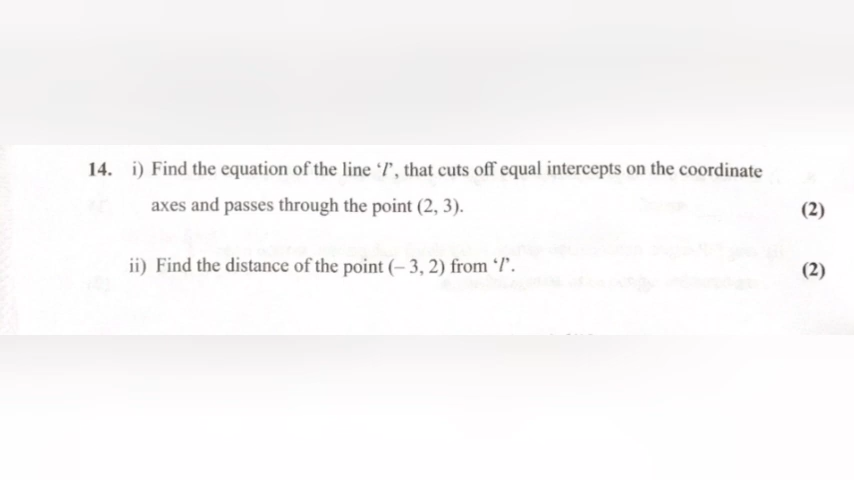 14. i) Find the equation of the line ‘l’, that cuts off equal intercepts on the coordinate
axes and passes through the point (2, 3). (2)
ii) Find the distance of the point (– 3, 2) from ‘l’. (2)